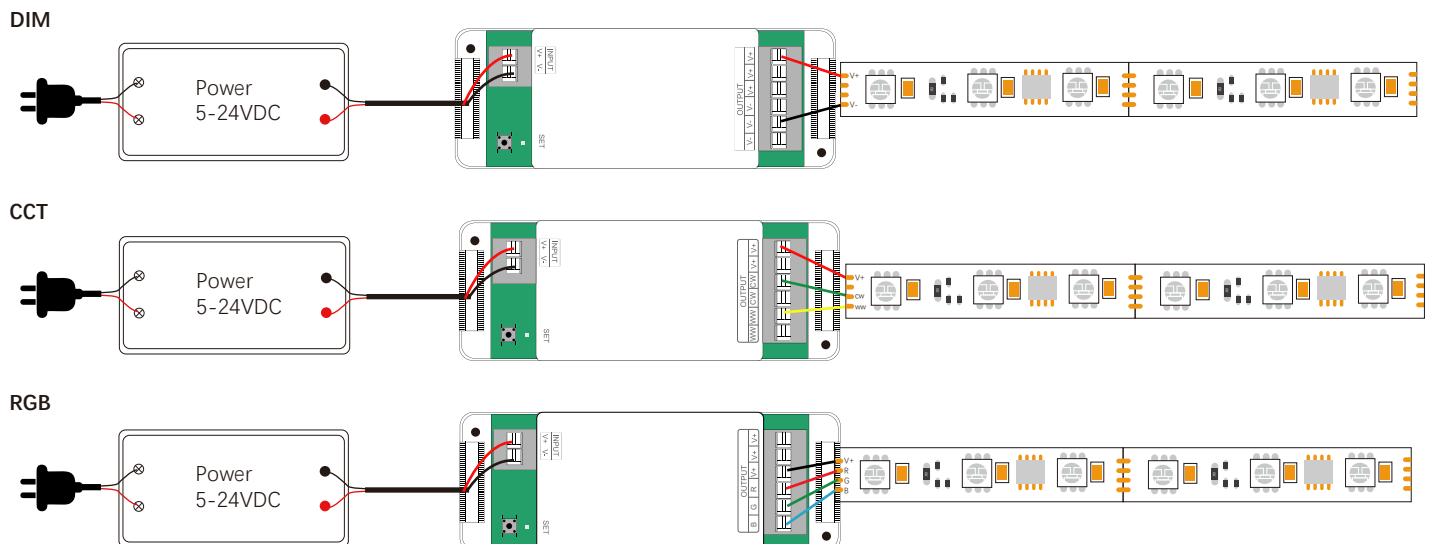 DIM
Power
5-24VDC
INPUT
V+ V-
SET
OUTPUT
V+ V+ V+ V- V- V-
V+
V-
CCT
Power
5-24VDC
INPUT
V+ V-
SET
OUTPUT
V+ V+ CW CW WW WW
V+
CW
WW
RGB
Power
5-24VDC
INPUT
V+ V-
SET
OUTPUT
V+ V+ V+ R G B
V+
R
G
B